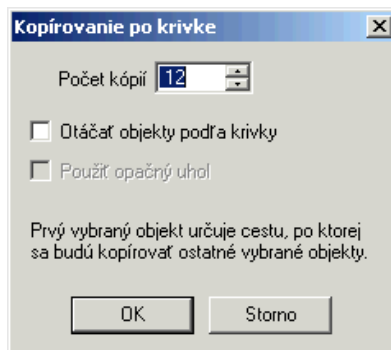 Kopírovanie po krivke
Počet kópií 12
Otáčať objekty podľa krivky
Použiť opačný uhol
Prvý vybraný objekt určuje cestu, po ktorej
sa budú kopírovať ostatné vybrané objekty.
OK Storno